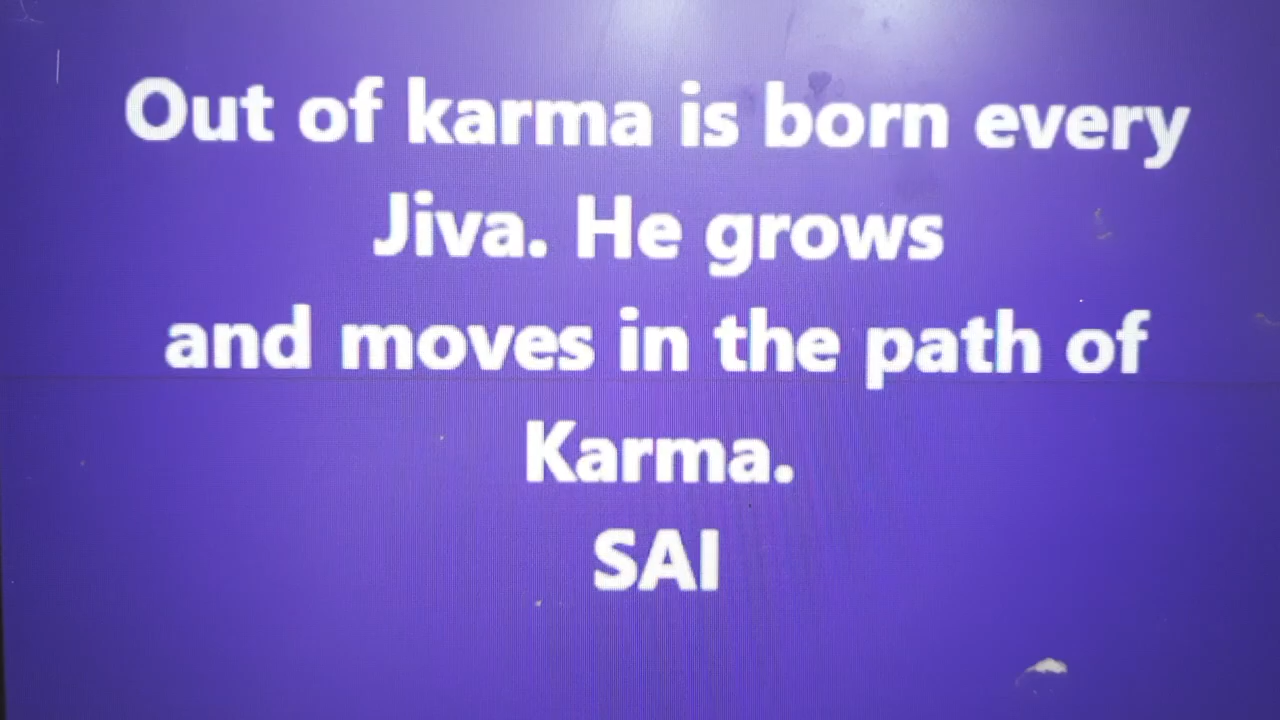 Out of karma is born every
Jiva. He grows
and moves in the path of
Karma.
SAI